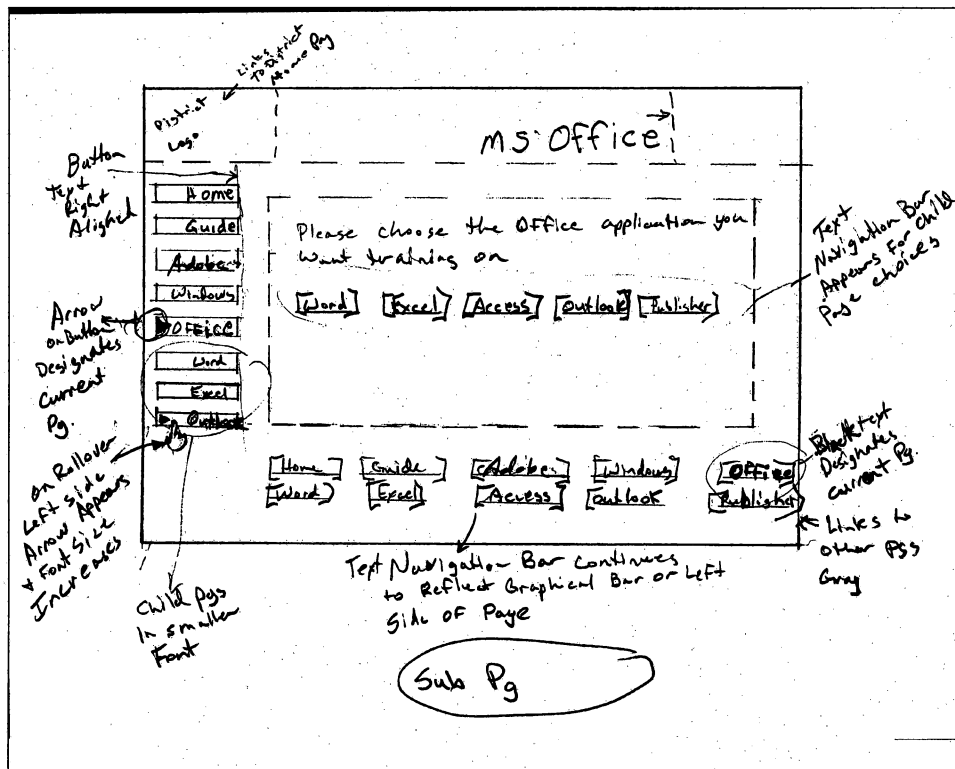 Links
To District
Home Pag
District
Logo
MS Office
Button
Text
Right
Aligned
Home
Guide
Adobe
Windows
OFFICE
Word
Excel
Outlook
Please choose the Office application you
want training on
[Word] [Excel] [Access] [Outlook] [Publisher]
Text
Navigation Bar
Appears For Child
Pag choices
Arrow
on Button
Designates
current
Pg.
On Rollover
Left side
Arrow Appears
+ Font Size
Increases
[Home] [Guide] [Adobe] [Windows] [Office]
[Word] [Excel] [Access] [Outlook] [Publisher]
Black text
Designates
current Pg.
Links to
other Pgs
Gray
Text Navigation Bar continues
to Reflect Graphical Bar or Left
Side of Page
Child Pgs
In smaller
Font
Sub Pg